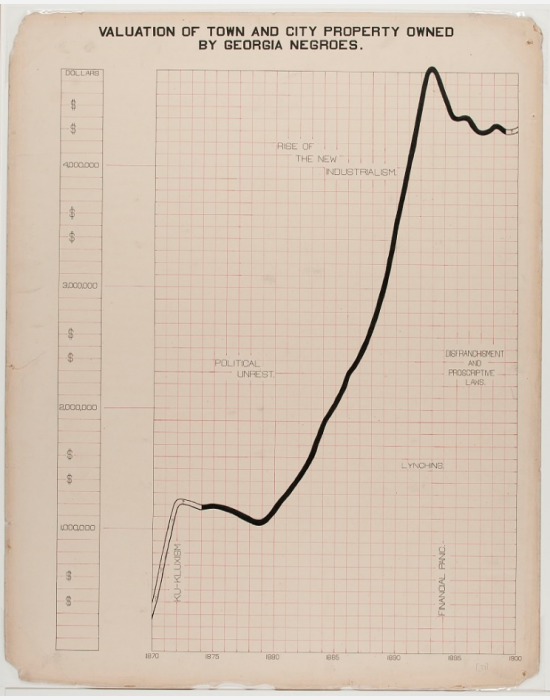 VALUATION OF TOWN AND CITY PROPERTY OWNED
BY GEORGIA NEGROES.
DOLLARS
$
$
4,000,000
$
$
3,000,000
$
$
2,000,000
$
$
1,000,000
$
$
RISE OF
THE NEW
INDUSTRIALISM.
POLITICAL
UNREST.
DISFRANCHISMENT
AND
PROSCRIPTIVE
LAWS.
LYNCHING.
KU-KLUXISM.
FINANCIAL PANIC.
1870 1875 1880 1885 1890 1895 1900